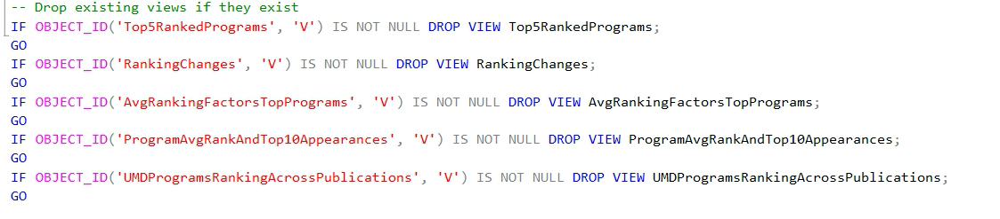 -- Drop existing views if they exist
IF OBJECT_ID('Top5RankedPrograms', 'V') IS NOT NULL DROP VIEW Top5RankedPrograms;
GO
IF OBJECT_ID('RankingChanges', 'V') IS NOT NULL DROP VIEW RankingChanges;
GO
IF OBJECT_ID('AvgRankingFactorsTopPrograms', 'V') IS NOT NULL DROP VIEW AvgRankingFactorsTopPrograms;
GO
IF OBJECT_ID('ProgramAvgRankAndTop10Appearances', 'V') IS NOT NULL DROP VIEW ProgramAvgRankAndTop10Appearances;
GO
IF OBJECT_ID('UMDProgramsRankingAcrossPublications', 'V') IS NOT NULL DROP VIEW UMDProgramsRankingAcrossPublications;
GO